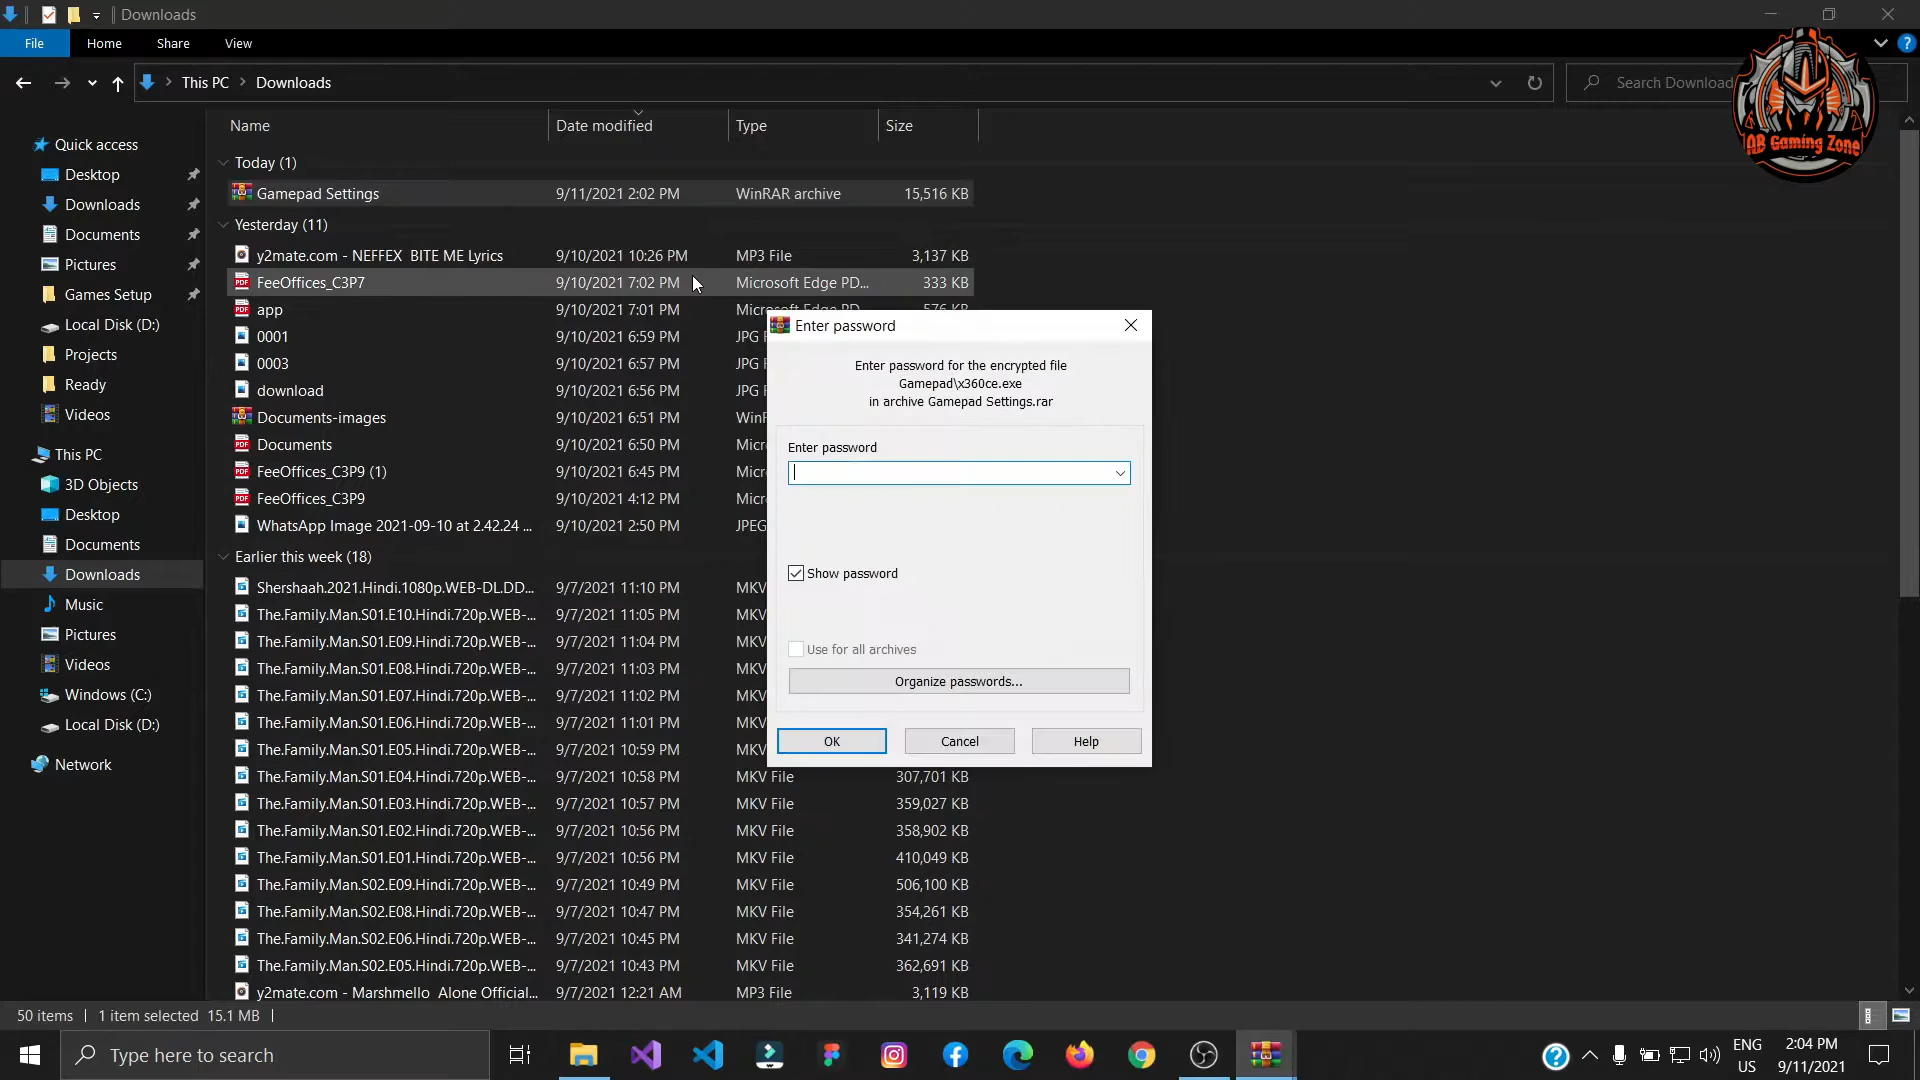 Downloads
File Home Share View
This PC Downloads
Search Download
AB Gaming Zone
Name Date modified Type Size
Quick access
Desktop
Downloads
Documents
Pictures
Games Setup
Local Disk (D:)
Projects
Ready
Videos
This PC
3D Objects
Desktop
Documents
Downloads
Music
Pictures
Videos
Windows (C:)
Local Disk (D:)
Network
Today (1)
Gamepad Settings 9/11/2021 2:02 PM WinRAR archive 15,516 KB
Yesterday (11)
y2mate.com - NEFFEX BITE ME Lyrics 9/10/2021 10:26 PM MP3 File 3,137 KB
FeeOffices_C3P7 9/10/2021 7:02 PM Microsoft Edge PD... 333 KB
app 9/10/2021 7:01 PM Microsoft Edge PD... 576 KB
0001 9/10/2021 6:59 PM JPG
0003 9/10/2021 6:57 PM JPG
download 9/10/2021 6:56 PM JPG
Documents-images 9/10/2021 6:51 PM Win
Documents 9/10/2021 6:50 PM Micr
FeeOffices_C3P9 (1) 9/10/2021 6:45 PM Micr
FeeOffices_C3P9 9/10/2021 4:12 PM Micr
WhatsApp Image 2021-09-10 at 2.42.24 ... 9/10/2021 2:50 PM JPEG
Earlier this week (18)
Shershaah.2021.Hindi.1080p.WEB-DL.DD... 9/7/2021 11:10 PM MKV
The.Family.Man.S01.E10.Hindi.720p.WEB-... 9/7/2021 11:05 PM MKV
The.Family.Man.S01.E09.Hindi.720p.WEB-... 9/7/2021 11:04 PM MKV
The.Family.Man.S01.E08.Hindi.720p.WEB-... 9/7/2021 11:03 PM MKV
The.Family.Man.S01.E07.Hindi.720p.WEB-... 9/7/2021 11:02 PM MKV
The.Family.Man.S01.E06.Hindi.720p.WEB-... 9/7/2021 11:01 PM MKV
The.Family.Man.S01.E05.Hindi.720p.WEB-... 9/7/2021 10:59 PM MKV
The.Family.Man.S01.E04.Hindi.720p.WEB-... 9/7/2021 10:58 PM MKV File 307,701 KB
The.Family.Man.S01.E03.Hindi.720p.WEB-... 9/7/2021 10:57 PM MKV File 359,027 KB
The.Family.Man.S01.E02.Hindi.720p.WEB-... 9/7/2021 10:56 PM MKV File 358,902 KB
The.Family.Man.S01.E01.Hindi.720p.WEB-... 9/7/2021 10:56 PM MKV File 410,049 KB
The.Family.Man.S02.E09.Hindi.720p.WEB-... 9/7/2021 10:49 PM MKV File 506,100 KB
The.Family.Man.S02.E08.Hindi.720p.WEB-... 9/7/2021 10:47 PM MKV File 354,261 KB
The.Family.Man.S02.E06.Hindi.720p.WEB-... 9/7/2021 10:45 PM MKV File 341,274 KB
The.Family.Man.S02.E05.Hindi.720p.WEB-... 9/7/2021 10:43 PM MKV File 362,691 KB
y2mate.com - Marshmello Alone Official... 9/7/2021 12:21 AM MP3 File 3,119 KB
Enter password
Enter password for the encrypted file
Gamepad\x360ce.exe
in archive Gamepad Settings.rar
Enter password
Show password
Use for all archives
Organize passwords...
OK Cancel Help
50 items 1 item selected 15.1 MB
Type here to search
ENG
US
2:04 PM
9/11/2021